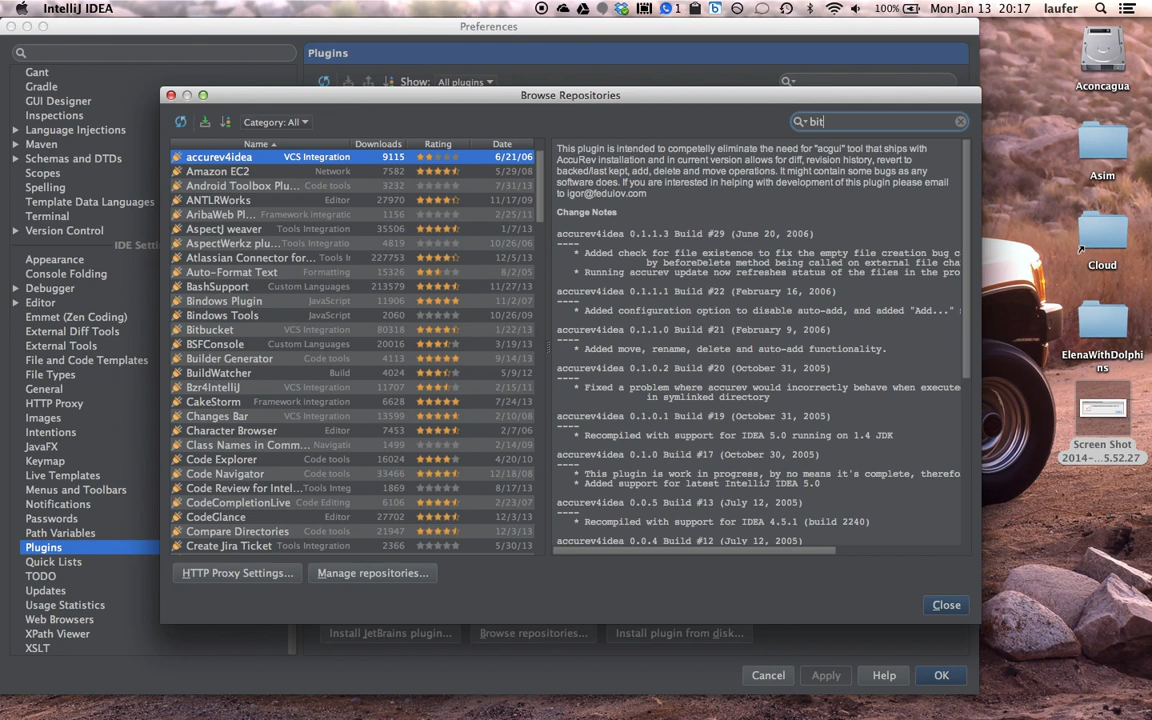 IntelliJ IDEA
1
100%
Mon Jan 13 20:17
laufer
Preferences
Plugins
Show: All plugins
Gant
Gradle
GUI Designer
Inspections
Language Injections
Maven
Schemas and DTDs
Scopes
Spelling
Template Data Languages
Terminal
Version Control
IDE Setti
Appearance
Console Folding
Debugger
Editor
Emmet (Zen Coding)
External Diff Tools
External Tools
File and Code Templates
File Types
General
HTTP Proxy
Images
Intentions
JavaFX
Keymap
Live Templates
Menus and Toolbars
Notifications
Passwords
Path Variables
Plugins
Quick Lists
TODO
Updates
Usage Statistics
Web Browsers
XPath Viewer
XSLT
Browse Repositories
Category: All
bit
Name Downloads Rating Date
accurev4idea VCS Integration 9115 6/21/06
Amazon EC2 Network 7582 5/29/08
Android Toolbox Plu... Code tools 3232 7/31/13
ANTLRWorks Editor 27970 11/17/09
AribaWeb Pl... Framework integratic 1156 2/25/11
AspectJ weaver Tools Integration 35506 1/7/13
AspectWerkz plu... Tools Integration 4819 10/26/06
Atlassian Connector for... Tools Ir 227753 12/5/13
Auto-Format Text Formatting 15326 8/2/05
BashSupport Custom Languages 213579 11/27/13
Bindows Plugin JavaScript 11906 11/2/07
Bindows Tools JavaScript 2060 10/26/09
Bitbucket VCS Integration 80318 1/22/13
BSFConsole Custom Languages 20016 3/19/13
Builder Generator Code tools 4113 9/14/13
BuildWatcher Build 4024 5/9/12
Bzr4IntelliJ VCS Integration 11707 2/15/11
CakeStorm Framework Integration 6628 7/24/13
Changes Bar VCS Integration 13599 2/10/08
Character Browser Editor 7453 2/7/06
Class Names in Comm... Navigatic 1499 2/14/09
Code Explorer Code tools 16024 4/20/10
Code Navigator Code tools 33466 12/18/08
Code Review for Intel... Tools Integ 1869 8/17/13
CodeCompletionLive Code Editing 6106 2/23/07
CodeGlance Editor 27702 12/3/13
Compare Directories Code tools 21947 12/3/13
Create Jira Ticket Tools Integration 2366 5/30/13
This plugin is intended to competelly eliminate the need for "acgui" tool that ships with
AccuRev installation and in current version allows for diff, revision history, revert to
backed/last kept, add, delete and move operations. It might contain some bugs as any
software does. If you are interested in helping with development of this plugin please email
to igor@fedulov.com
Change Notes
accurev4idea 0.1.1.3 Build #29 (June 20, 2006)
----
* Added check for file existence to fix the empty file creation bug c
by beforeDelete method being called on external file cha
* Running accurev update now refreshes status of the files in the pro
accurev4idea 0.1.1.1 Build #22 (February 16, 2006)
----
* Added configuration option to disable auto-add, and added "Add..."
accurev4idea 0.1.1.0 Build #21 (February 9, 2006)
----
* Added move, rename, delete and auto-add functionality.
accurev4idea 0.1.0.2 Build #20 (October 31, 2005)
----
* Fixed a problem where accurev would incorrectly behave when execute
in symlinked directory
accurev4idea 0.1.0.1 Build #19 (October 31, 2005)
----
* Recompiled with support for IDEA 5.0 running on 1.4 JDK
accurev4idea 0.1.0 Build #17 (October 30, 2005)
----
* This plugin is work in progress, by no means it's complete, therefo
* Added support for latest IntelliJ IDEA 5.0
accurev4idea 0.0.5 Build #13 (July 12, 2005)
----
* Recompiled with support for IDEA 4.5.1 (build 2240)
accurev4idea 0.0.4 Build #12 (July 12, 2005)
HTTP Proxy Settings...
Manage repositories...
Close
Install JetBrains plugin...
Browse repositories...
Install plugin from disk...
Cancel
Apply
Help
OK
Aconcagua
Asim
Cloud
ElenaWithDolphi
ns
Screen Shot
2014-...5.52.27